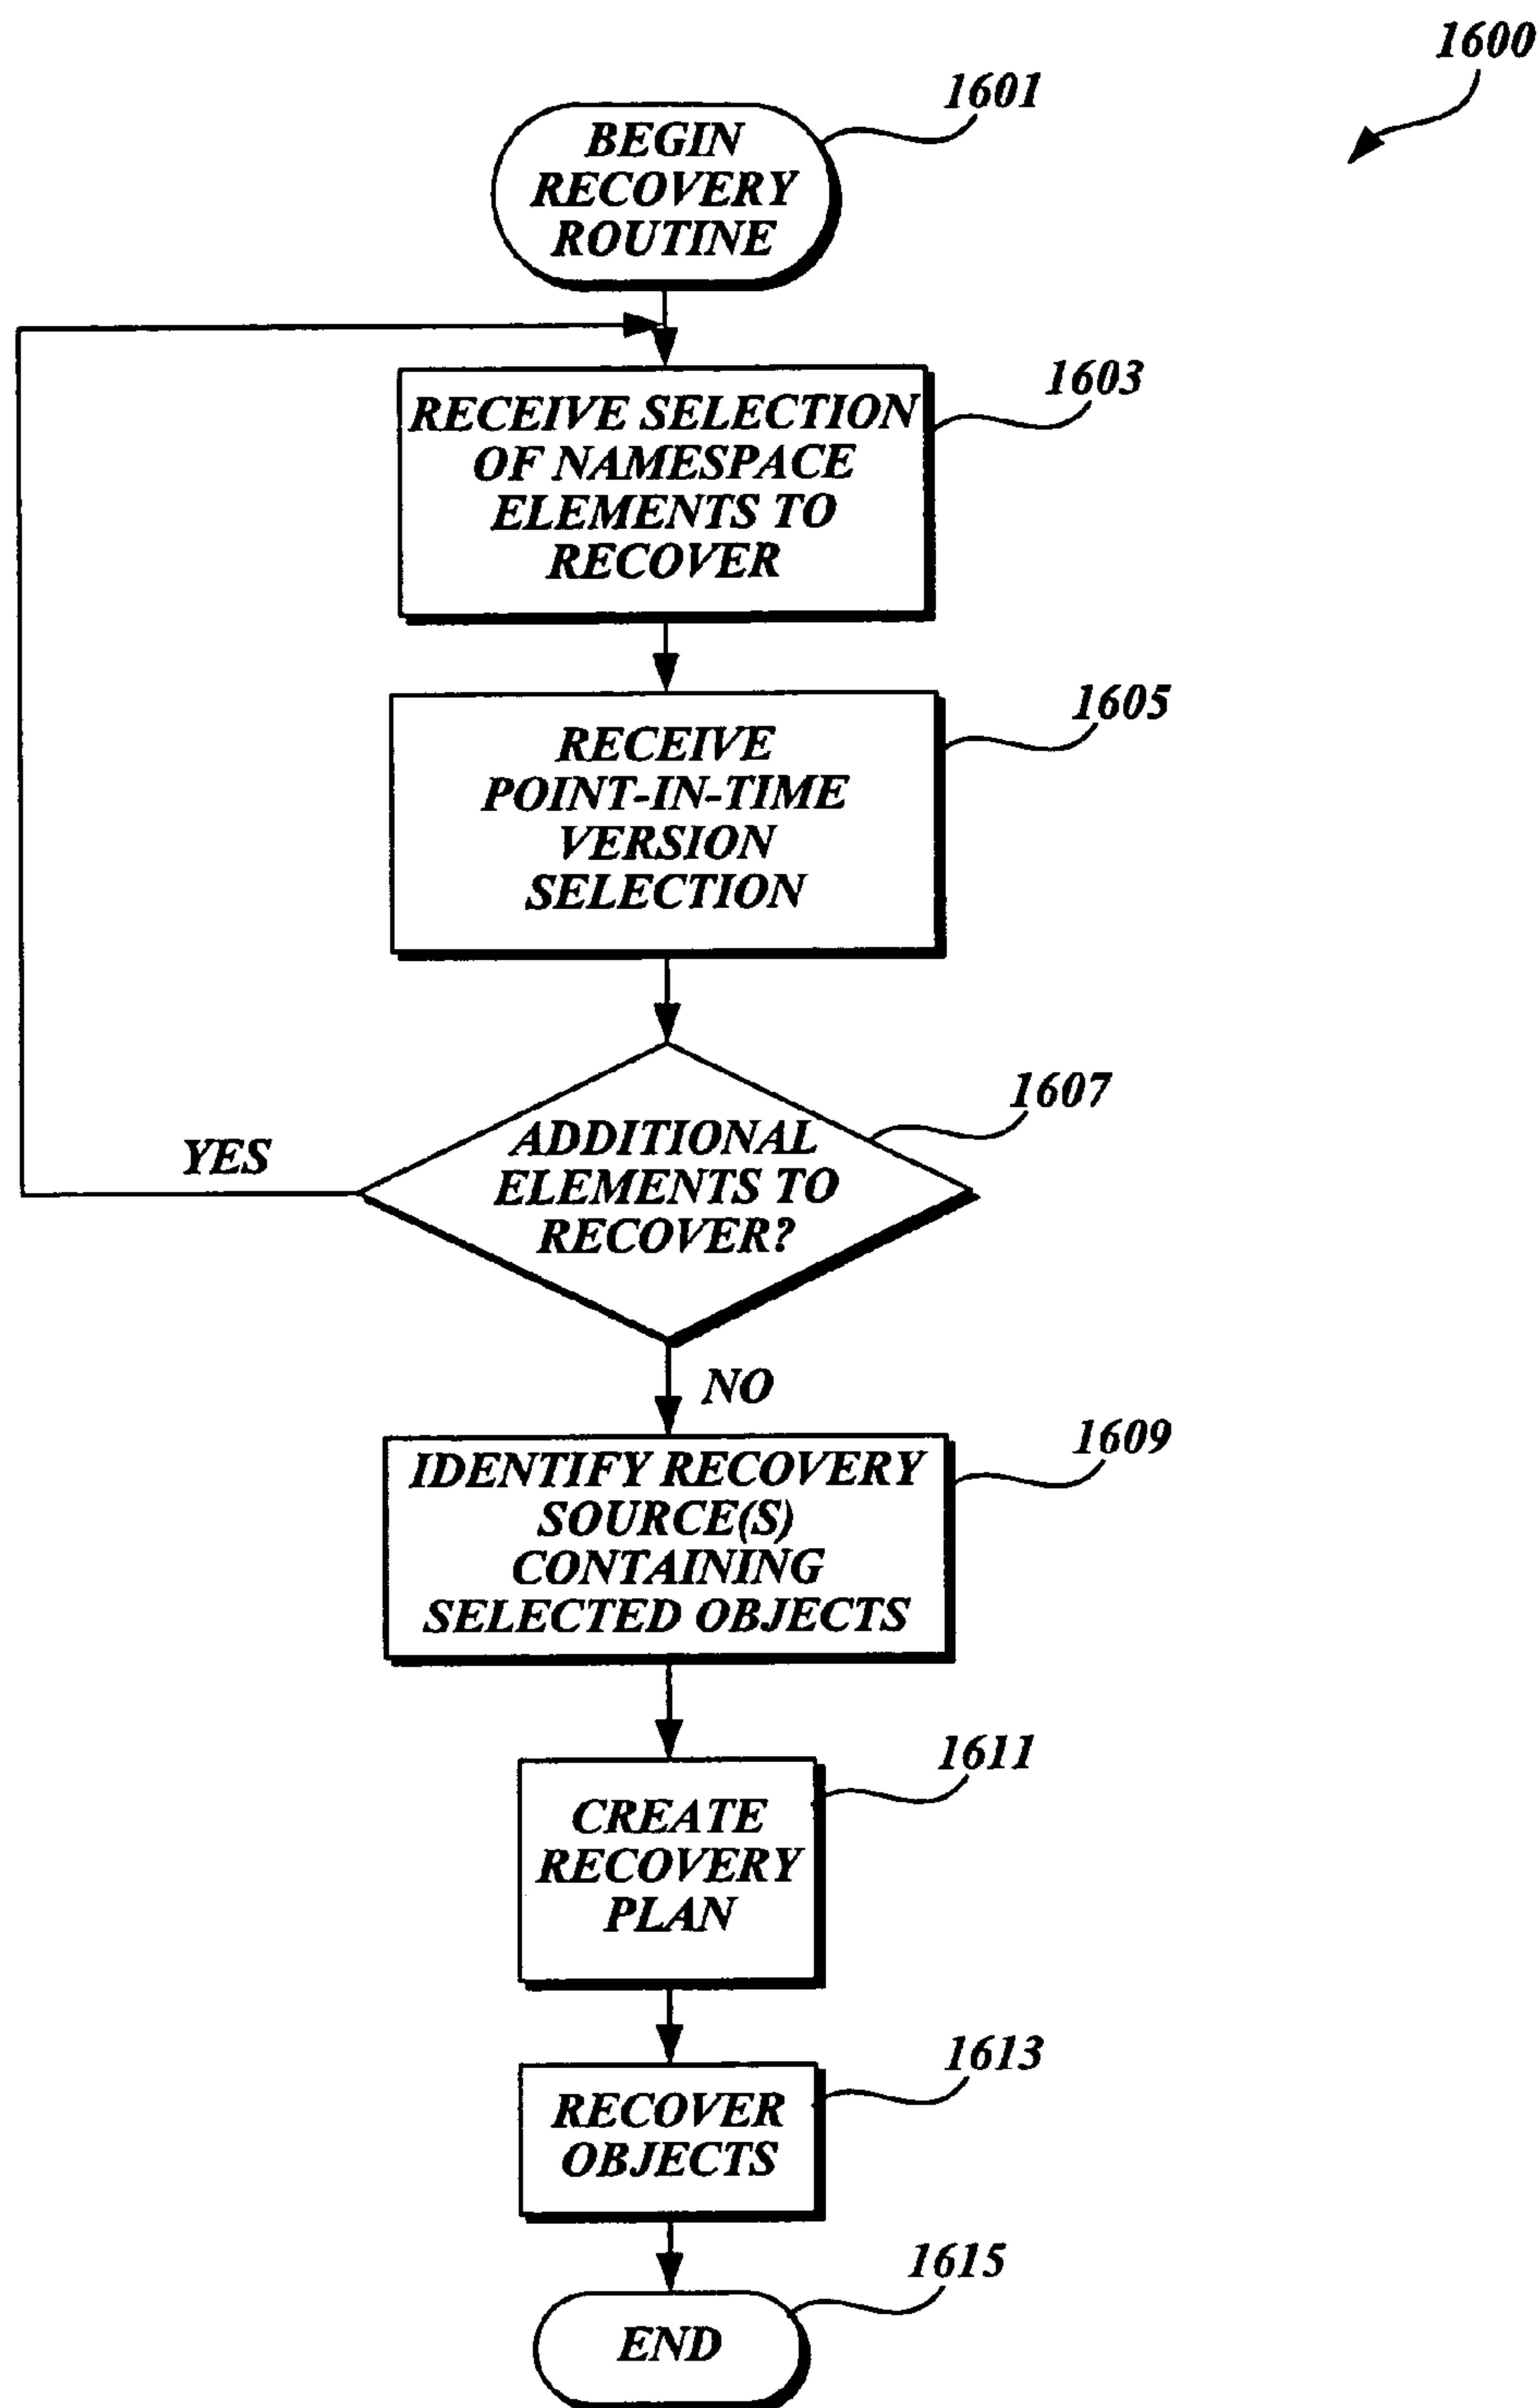 1600
1601
BEGIN
RECOVERY
ROUTINE
1603
RECEIVE SELECTION
OF NAMESPACE
ELEMENTS TO
RECOVER
1605
RECEIVE
POINT-IN-TIME
VERSION
SELECTION
1607
ADDITIONAL
ELEMENTS TO
RECOVER?
YES
NO
1609
IDENTIFY RECOVERY
SOURCE(S)
CONTAINING
SELECTED OBJECTS
1611
CREATE
RECOVERY
PLAN
1613
RECOVER
OBJECTS
1615
END